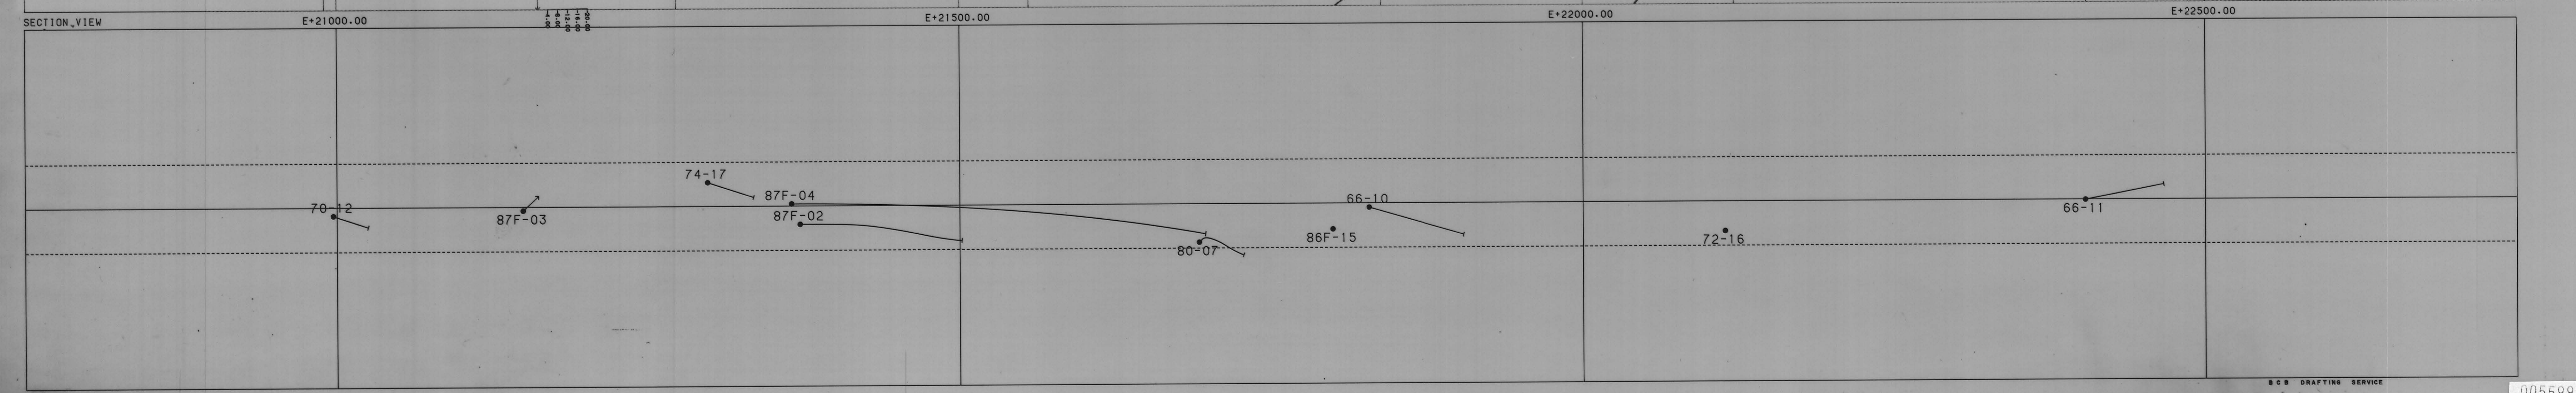 SECTION_VIEW E+21000.00 E+21500.00 E+22000.00 E+22500.00
74-17
87F-04
66-10
70-12
87F-03
87F-02
66-11
86F-15
72-16
80-07
BCB DRAFTING SERVICE